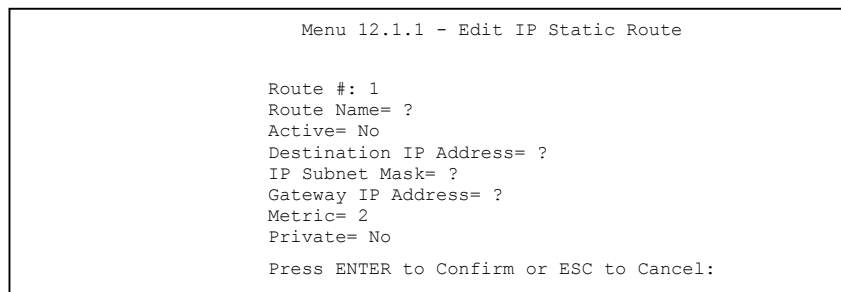 Menu 12.1.1 - Edit IP Static Route
Route #: 1
Route Name= ?
Active= No
Destination IP Address= ?
IP Subnet Mask= ?
Gateway IP Address= ?
Metric= 2
Private= No
Press ENTER to Confirm or ESC to Cancel: